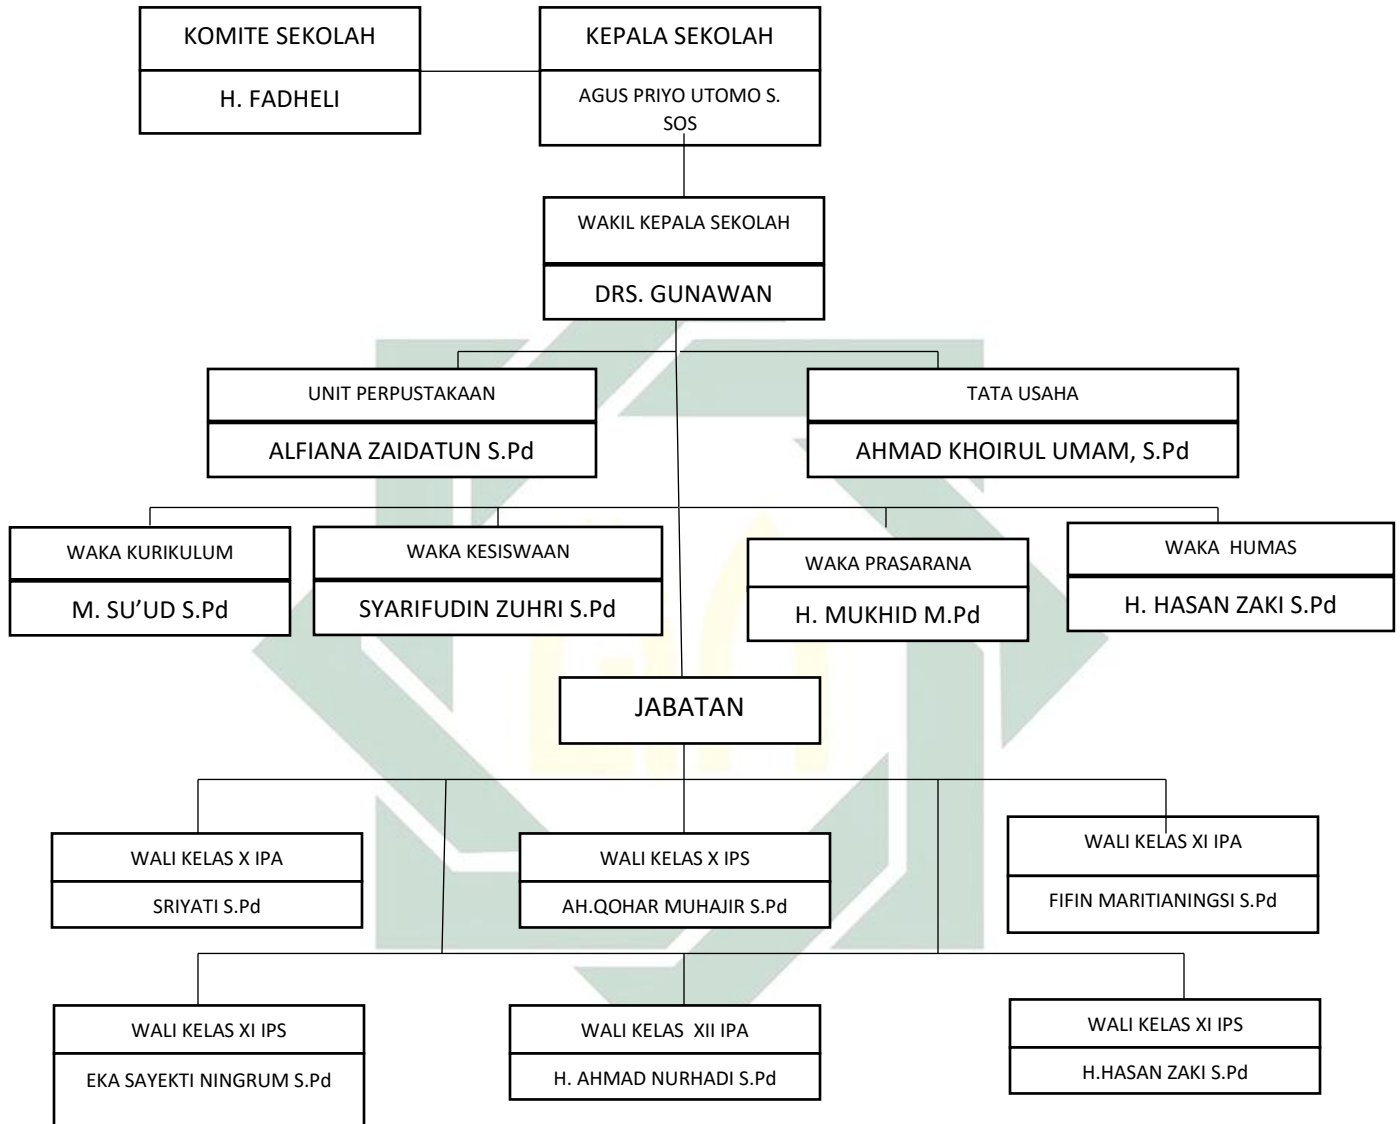 KOMITE SEKOLAH
H. FADHELI
KEPALA SEKOLAH
AGUS PRIYO UTOMO S.
SOS
WAKIL KEPALA SEKOLAH
DRS. GUNAWAN
UNIT PERPUSTAKAAN
ALFIANA ZAIDATUN S.Pd
TATA USAHA
AHMAD KHOIRUL UMAM, S.Pd
WAKA KURIKULUM
M. SU’UD S.Pd
WAKA KESISWAAN
SYARIFUDIN ZUHRI S.Pd
WAKA PRASARANA
H. MUKHID M.Pd
WAKA  HUMAS
H. HASAN ZAKI S.Pd
JABATAN
WALI KELAS X IPA
SRIYATI S.Pd
WALI KELAS X IPS
AH.QOHAR MUHAJIR S.Pd
WALI KELAS XI IPA
FIFIN MARITIANINGSI S.Pd
WALI KELAS XI IPS
EKA SAYEKTI NINGRUM S.Pd
WALI KELAS  XII IPA
H. AHMAD NURHADI S.Pd
WALI KELAS XI IPS
H.HASAN ZAKI S.Pd